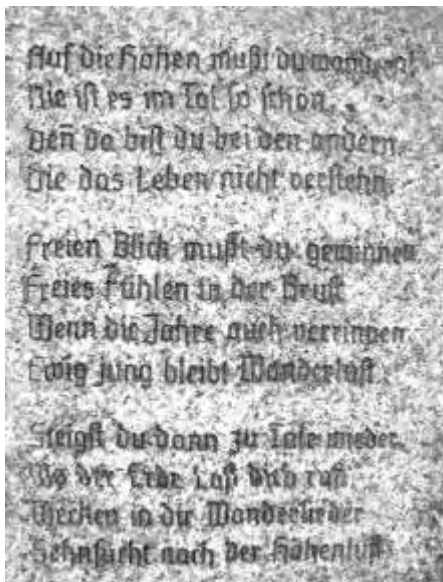 Auf die Höhen mußt du wandern!
Nie ist es im Tal so schön.
Deñ da bist du bei den andern,
Die das Leben nicht verstehn.
Freien Blick mußt du gewinnen
Freies Fühlen in der Brust
Wenn die Jahre auch verrinnen
Ewig jung bleibt Wanderlust
Steigst du dann zu Tale wieder,
Wo der Erde Last dich ruft
Wecken in dir Wanderlieder
Sehnsucht nach der Höhenluft